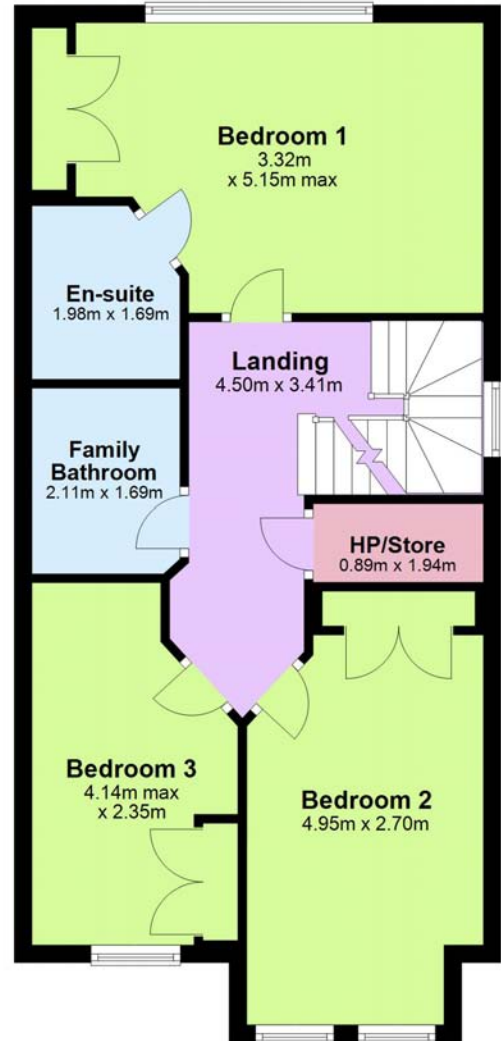 Bedroom 1
3.32m
x 5.15m max
En-suite
1.98m x 1.69m
Landing
4.50m x 3.41m
Family
Bathroom
2.11m x 1.69m
HP/Store
0.89m x 1.94m
Bedroom 3
4.14m max
x 2.35m
Bedroom 2
4.95m x 2.70m